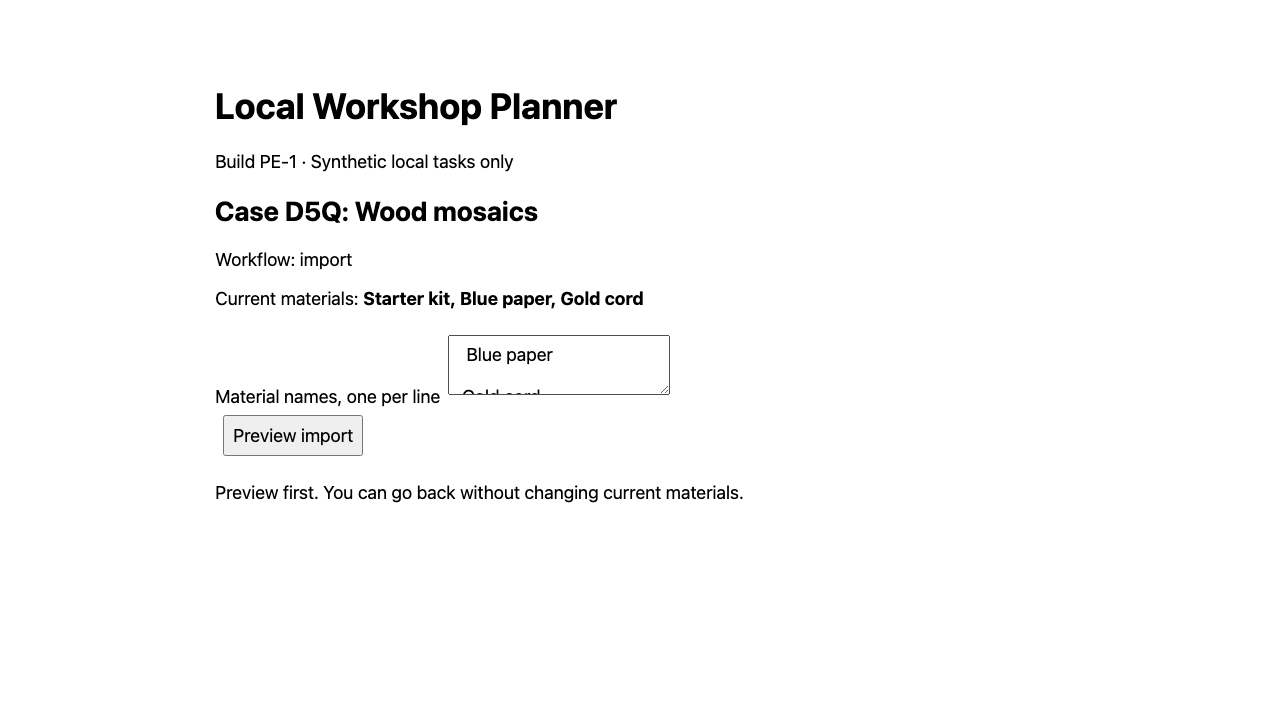 Local Workshop Planner
Build PE-1 · Synthetic local tasks only
Case D5Q: Wood mosaics
Workflow: import
Current materials: Starter kit, Blue paper, Gold cord
Blue paper
Gold cord
Material names, one per line
Preview import
Preview first. You can go back without changing current materials.